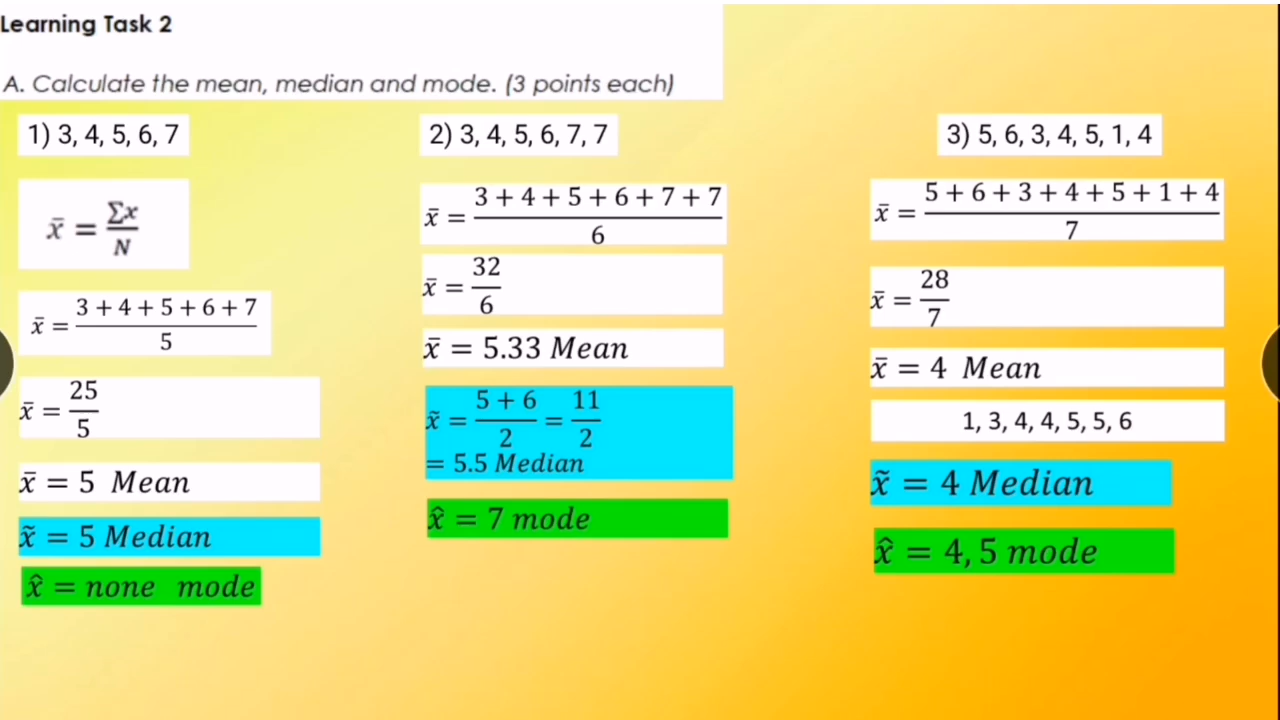 Learning Task 2
A. Calculate the mean, median and mode. (3 points each)
1) 3, 4, 5, 6, 7
x̄ = Σx/N
x̄ = 3 + 4 + 5 + 6 + 7/5
x̄ = 25/5
x̄ = 5 Mean
x̃ = 5 Median
x̂ = none mode
2) 3, 4, 5, 6, 7, 7
x̄ = 3 + 4 + 5 + 6 + 7 + 7/6
x̄ = 32/6
x̄ = 5.33 Mean
x̃ = 5 + 6/2 = 11/2
= 5.5 Median
x̂ = 7 mode
3) 5, 6, 3, 4, 5, 1, 4
x̄ = 5 + 6 + 3 + 4 + 5 + 1 + 4/7
x̄ = 28/7
x̄ = 4 Mean
1, 3, 4, 4, 5, 5, 6
x̃ = 4 Median
x̂ = 4, 5 mode